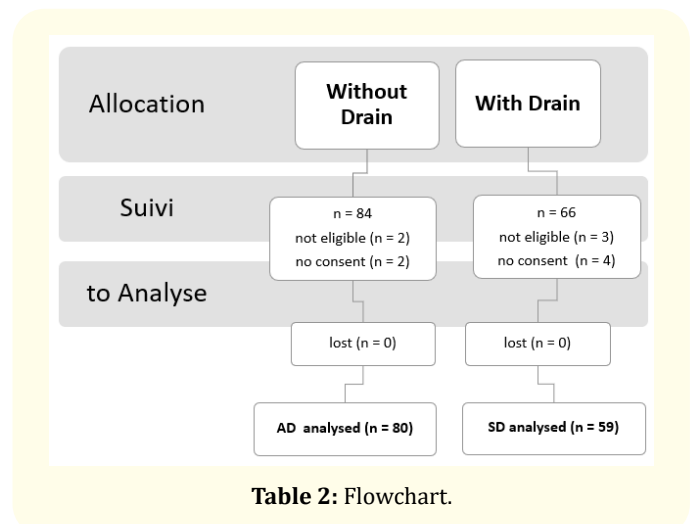 Allocation
Without
Drain
With Drain
Suivi
n = 84
not eligible (n = 2)
no consent (n = 2)
n = 66
not eligible (n = 3)
no consent (n = 4)
to Analyse
lost (n = 0)
lost (n = 0)
AD analysed (n = 80)
SD analysed (n = 59)
Table 2: Flowchart.